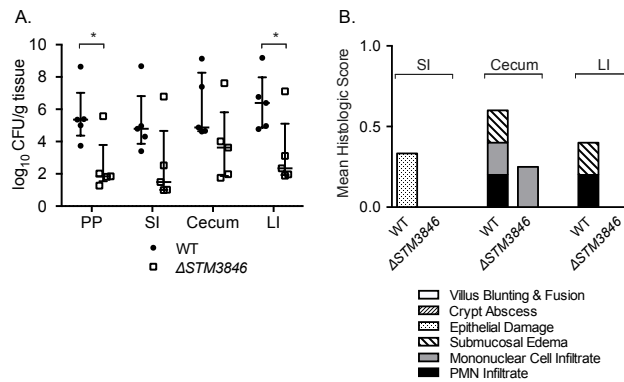 A.
* *
log10 CFU/g tissue
10
8
6
4
2
0
PP SI Cecum LI
WT
ΔSTM3846
B.
SI Cecum LI
Mean Histologic Score
1.0
0.5
0.0
WT
ΔSTM3846
WT
ΔSTM3846
WT
ΔSTM3846
Villus Blunting & Fusion
Crypt Abscess
Epithelial Damage
Submucosal Edema
Mononuclear Cell Infiltrate
PMN Infiltrate